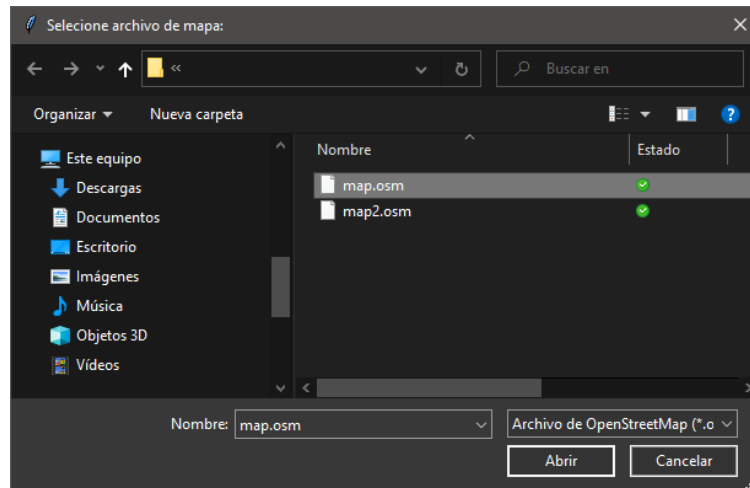 Selecione archivo de mapa:
«
Buscar en
Organizar
Nueva carpeta
Este equipo
Descargas
Documentos
Escritorio
Imágenes
Música
Objetos 3D
Vídeos
Nombre
Estado
map.osm
map2.osm
Nombre: map.osm
Archivo de OpenStreetMap (*.o
Abrir
Cancelar